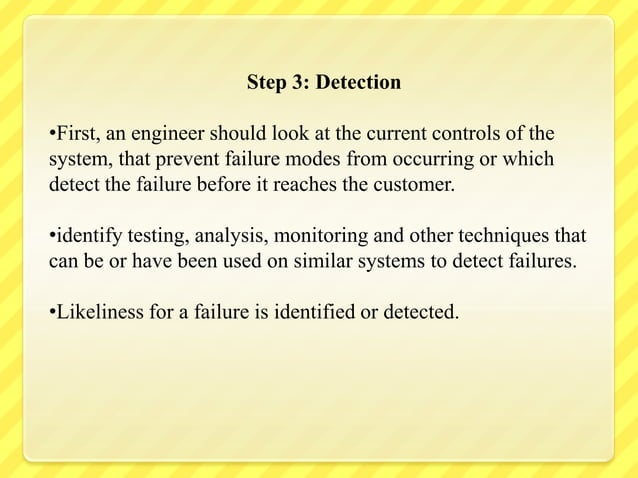 Step 3: Detection
•First, an engineer should look at the current controls of the
system, that prevent failure modes from occurring or which
detect the failure before it reaches the customer.
•identify testing, analysis, monitoring and other techniques that
can be or have been used on similar systems to detect failures.
•Likeliness for a failure is identified or detected.